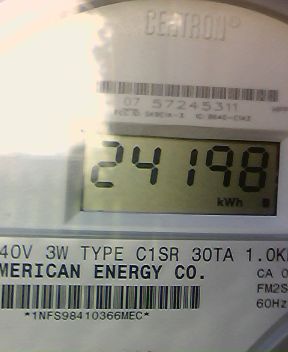 CENTRON®
07 57245311
24198
kWh
40V 3W TYPE C1SR 30TA 1.0K
MERICAN ENERGY CO.
CA 0
FM2S
60Hz
*1NFS98410366MEC*